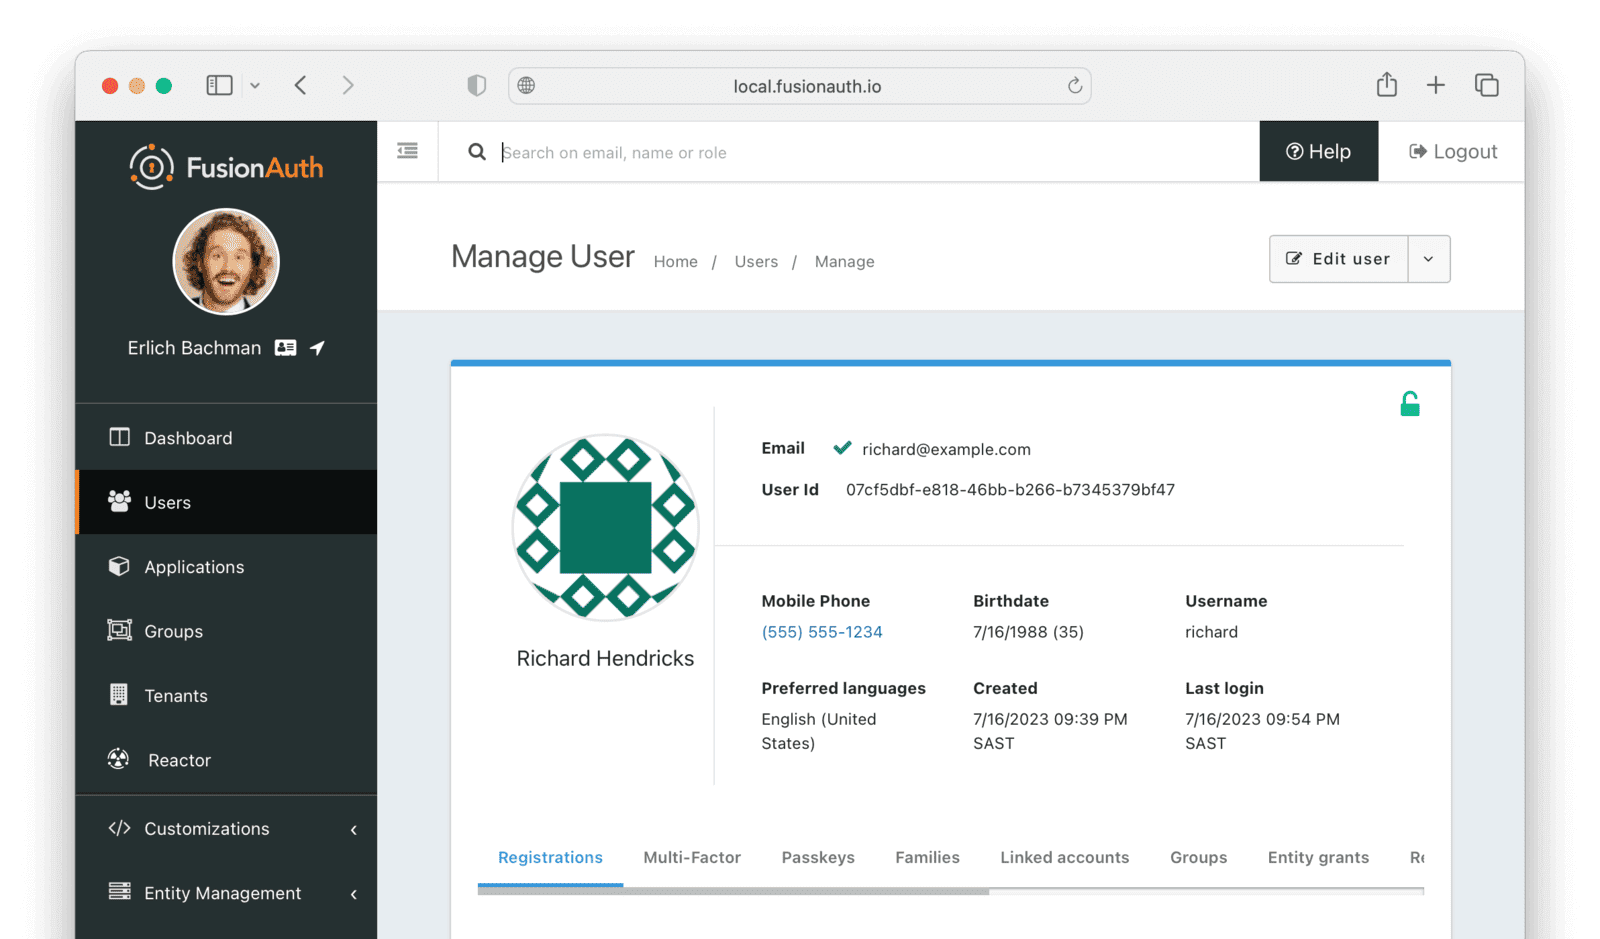 local.fusionauth.io
FusionAuth
Search on email, name or role
Help
Logout
Erlich Bachman
Dashboard
Users
Applications
Groups
Tenants
Reactor
Customizations
Entity Management
Manage User
Home / Users / Manage
Edit user
Richard Hendricks
Email richard@example.com
User Id 07cf5dbf-e818-46bb-b266-b7345379bf47
Mobile Phone
(555) 555-1234
Birthdate
7/16/1988 (35)
Username
richard
Preferred languages
English (United
States)
Created
7/16/2023 09:39 PM
SAST
Last login
7/16/2023 09:54 PM
SAST
Registrations Multi-Factor Passkeys Families Linked accounts Groups Entity grants